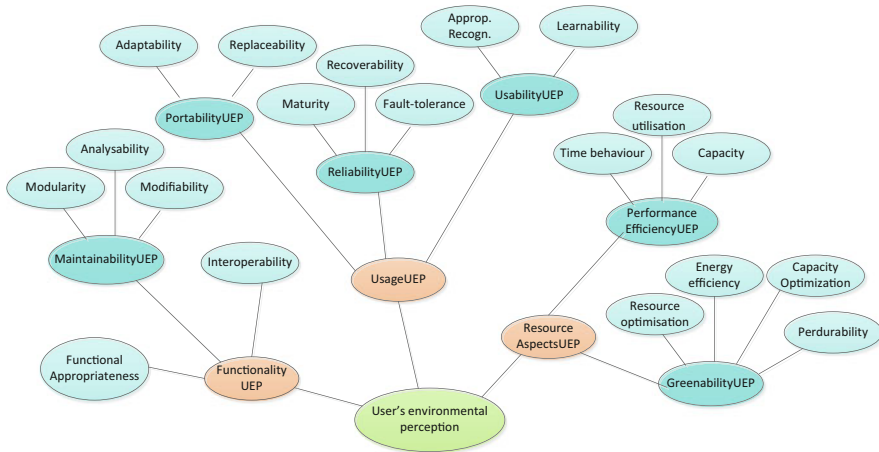 Approp.
Recogn.
Learnability
Adaptability
Replaceability
Recoverability
UsabilityUEP
Maturity
Fault-tolerance
PortabilityUEP
Resource
utilisation
Analysability
Time behaviour
Capacity
ReliabilityUEP
Modularity
Modifiability
Performance
EfficiencyUEP
MaintainabilityUEP
Interoperability
UsageUEP
Energy
efficiency
Capacity
Optimization
Resource
optimisation
Resource
AspectsUEP
Perdurability
Functional
Appropriateness
Functionality
UEP
GreenabilityUEP
User's environmental
perception